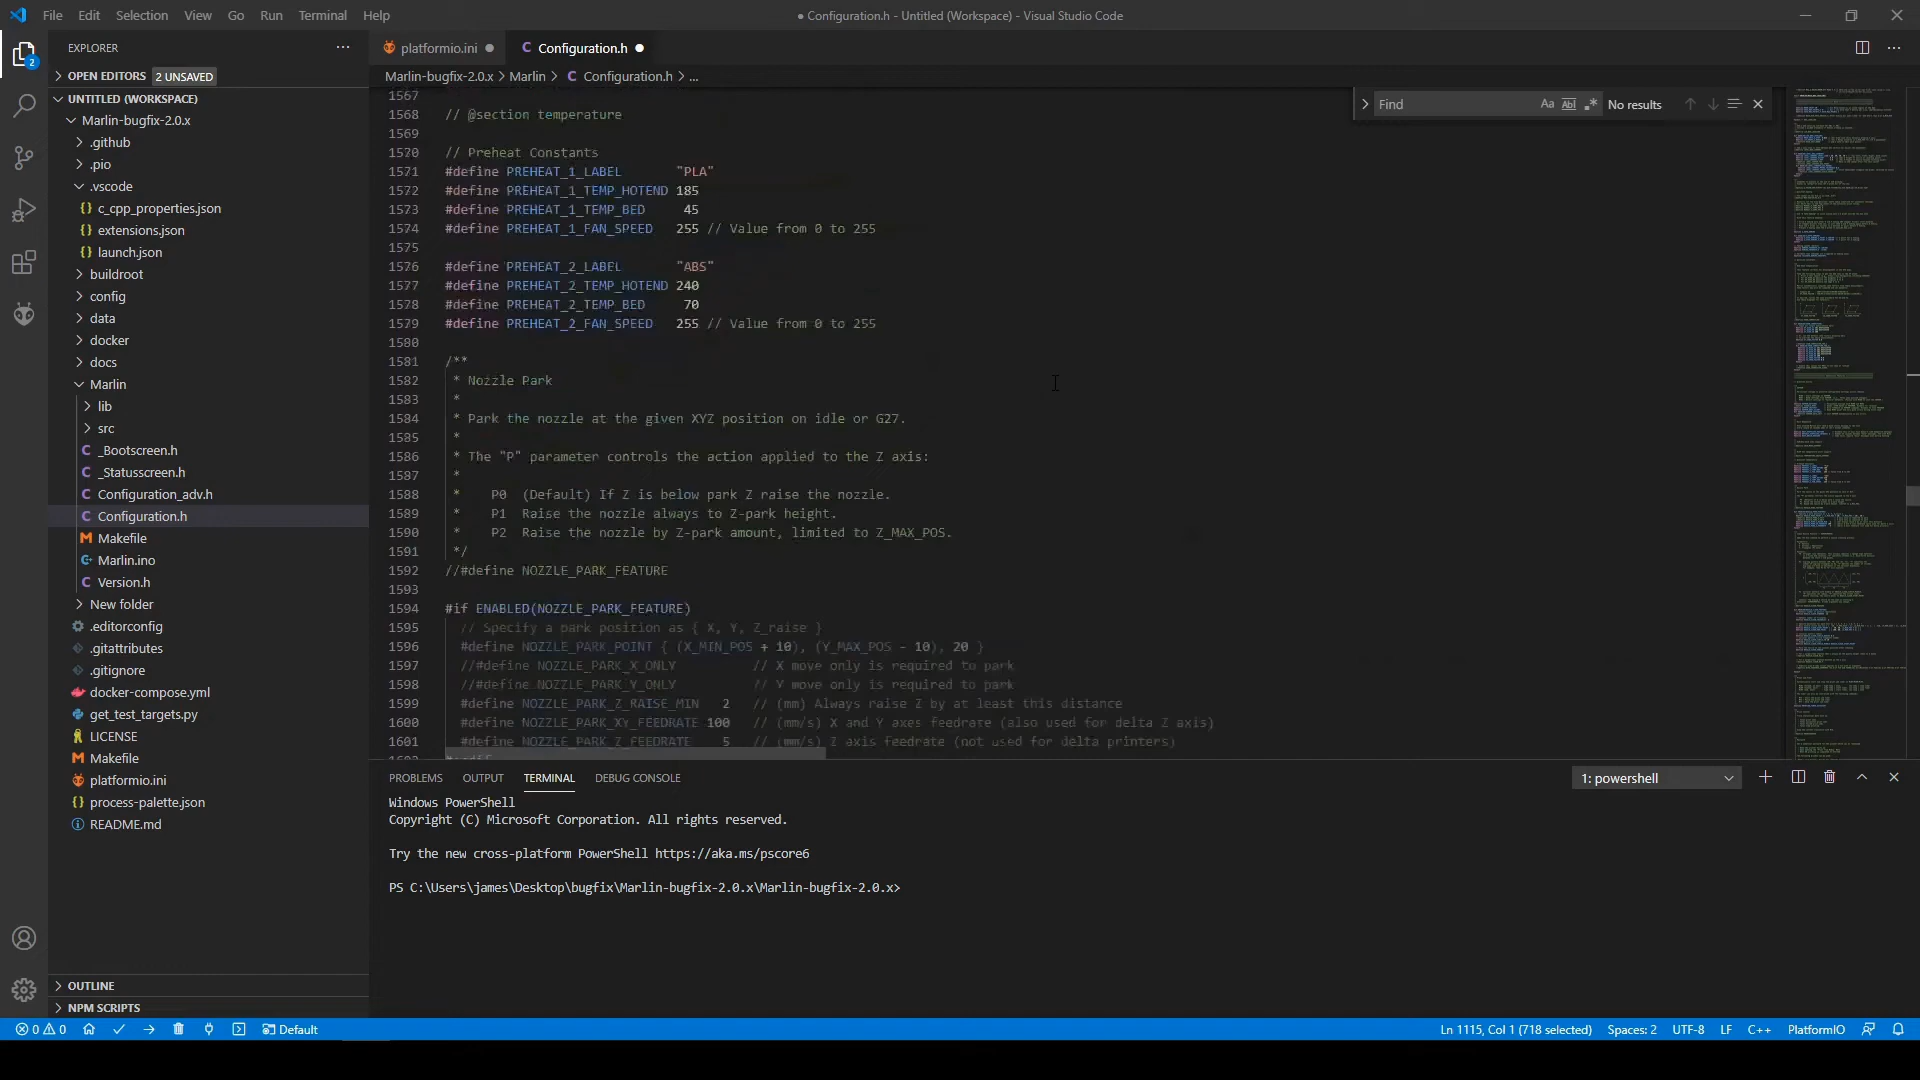 File Edit Selection View Go Run Terminal Help
● Configuration.h - Untitled (Workspace) - Visual Studio Code
EXPLORER
OPEN EDITORS 2 UNSAVED
UNTITLED (WORKSPACE)
Marlin-bugfix-2.0.x
.github
.pio
.vscode
{} c_cpp_properties.json
{} extensions.json
{} launch.json
buildroot
config
data
docker
docs
Marlin
lib
src
C _Bootscreen.h
C _Statusscreen.h
C Configuration_adv.h
C Configuration.h
M Makefile
Marlin.ino
C Version.h
New folder
.editorconfig
.gitattributes
.gitignore
docker-compose.yml
get_test_targets.py
LICENSE
M Makefile
platformio.ini
{} process-palette.json
README.md
OUTLINE
NPM SCRIPTS
2
platformio.ini ●
C Configuration.h ●
Marlin-bugfix-2.0.x > Marlin > C Configuration.h > ...
Find Aa Abl .* No results
1567
1568 // @section temperature
1569
1570 // Preheat Constants
1571 #define PREHEAT_1_LABEL "PLA"
1572 #define PREHEAT_1_TEMP_HOTEND 185
1573 #define PREHEAT_1_TEMP_BED 45
1574 #define PREHEAT_1_FAN_SPEED 255 // Value from 0 to 255
1575
1576 #define PREHEAT_2_LABEL "ABS"
1577 #define PREHEAT_2_TEMP_HOTEND 240
1578 #define PREHEAT_2_TEMP_BED 70
1579 #define PREHEAT_2_FAN_SPEED 255 // Value from 0 to 255
1580
1581 /**
1582 * Nozzle Park
1583 *
1584 * Park the nozzle at the given XYZ position on idle or G27.
1585 *
1586 * The "P" parameter controls the action applied to the Z axis:
1587 *
1588 * P0 (Default) If Z is below park Z raise the nozzle.
1589 * P1 Raise the nozzle always to Z-park height.
1590 * P2 Raise the nozzle by Z-park amount, limited to Z_MAX_POS.
1591 */
1592 //#define NOZZLE_PARK_FEATURE
1593
1594 #if ENABLED(NOZZLE_PARK_FEATURE)
1595 // Specify a park position as { X, Y, Z_raise }
1596 #define NOZZLE_PARK_POINT { (X_MIN_POS + 10), (Y_MAX_POS - 10), 20 }
1597 //#define NOZZLE_PARK_X_ONLY // X move only is required to park
1598 //#define NOZZLE_PARK_Y_ONLY // Y move only is required to park
1599 #define NOZZLE_PARK_Z_RAISE_MIN 2 // (mm) Always raise Z by at least this distance
1600 #define NOZZLE_PARK_XY_FEEDRATE 100 // (mm/s) X and Y axes feedrate (also used for delta Z axis)
1601 #define NOZZLE_PARK_Z_FEEDRATE 5 // (mm/s) Z axis feedrate (not used for delta printers)
PROBLEMS OUTPUT TERMINAL DEBUG CONSOLE
1: powershell
Windows PowerShell
Copyright (C) Microsoft Corporation. All rights reserved.
Try the new cross-platform PowerShell https://aka.ms/pscore6
PS C:\Users\james\Desktop\bugfix\Marlin-bugfix-2.0.x\Marlin-bugfix-2.0.x>
0 0 Default
Ln 1115, Col 1 (718 selected) Spaces: 2 UTF-8 LF C++ PlatformIO